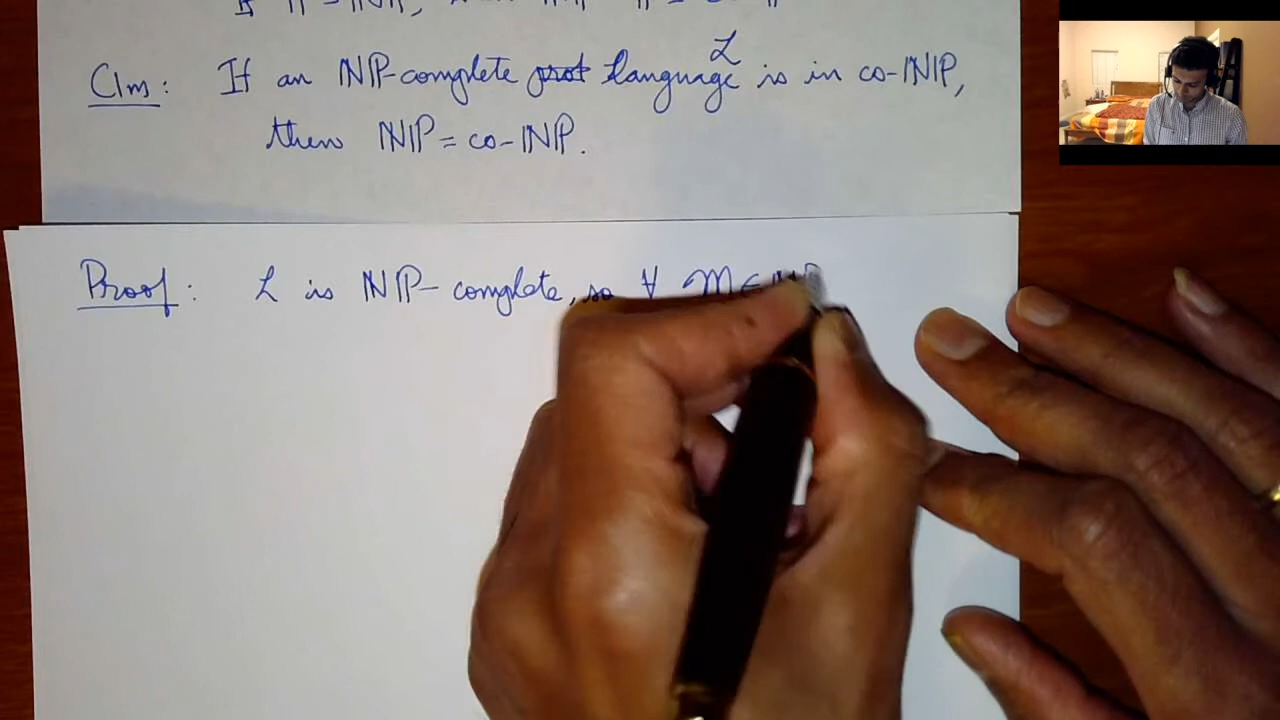 Clm: If an NP-complete language L is in co-NP,
then NP = co-NP.
Proof: L is NP-complete, so ∀ M ∈ NP